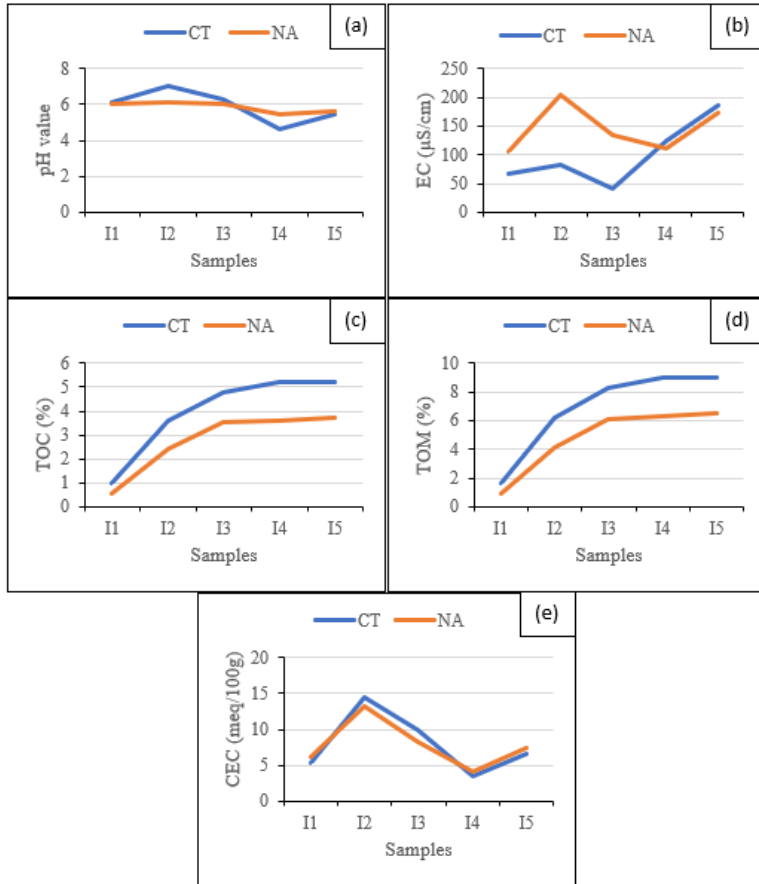 CT NA (a)
8
6
4
2
0
pH value
I1 I2 I3 I4 I5
Samples
CT NA (b)
250
200
150
100
50
0
EC (µS/cm)
I1 I2 I3 I4 I5
Samples
CT NA (c)
6
5
4
3
2
1
0
TOC (%)
I1 I2 I3 I4 I5
Samples
CT NA (d)
10
8
6
4
2
0
TOM (%)
I1 I2 I3 I4 I5
Samples
CT NA (e)
20
15
10
5
0
CEC (meq/100g)
I1 I2 I3 I4 I5
Samples